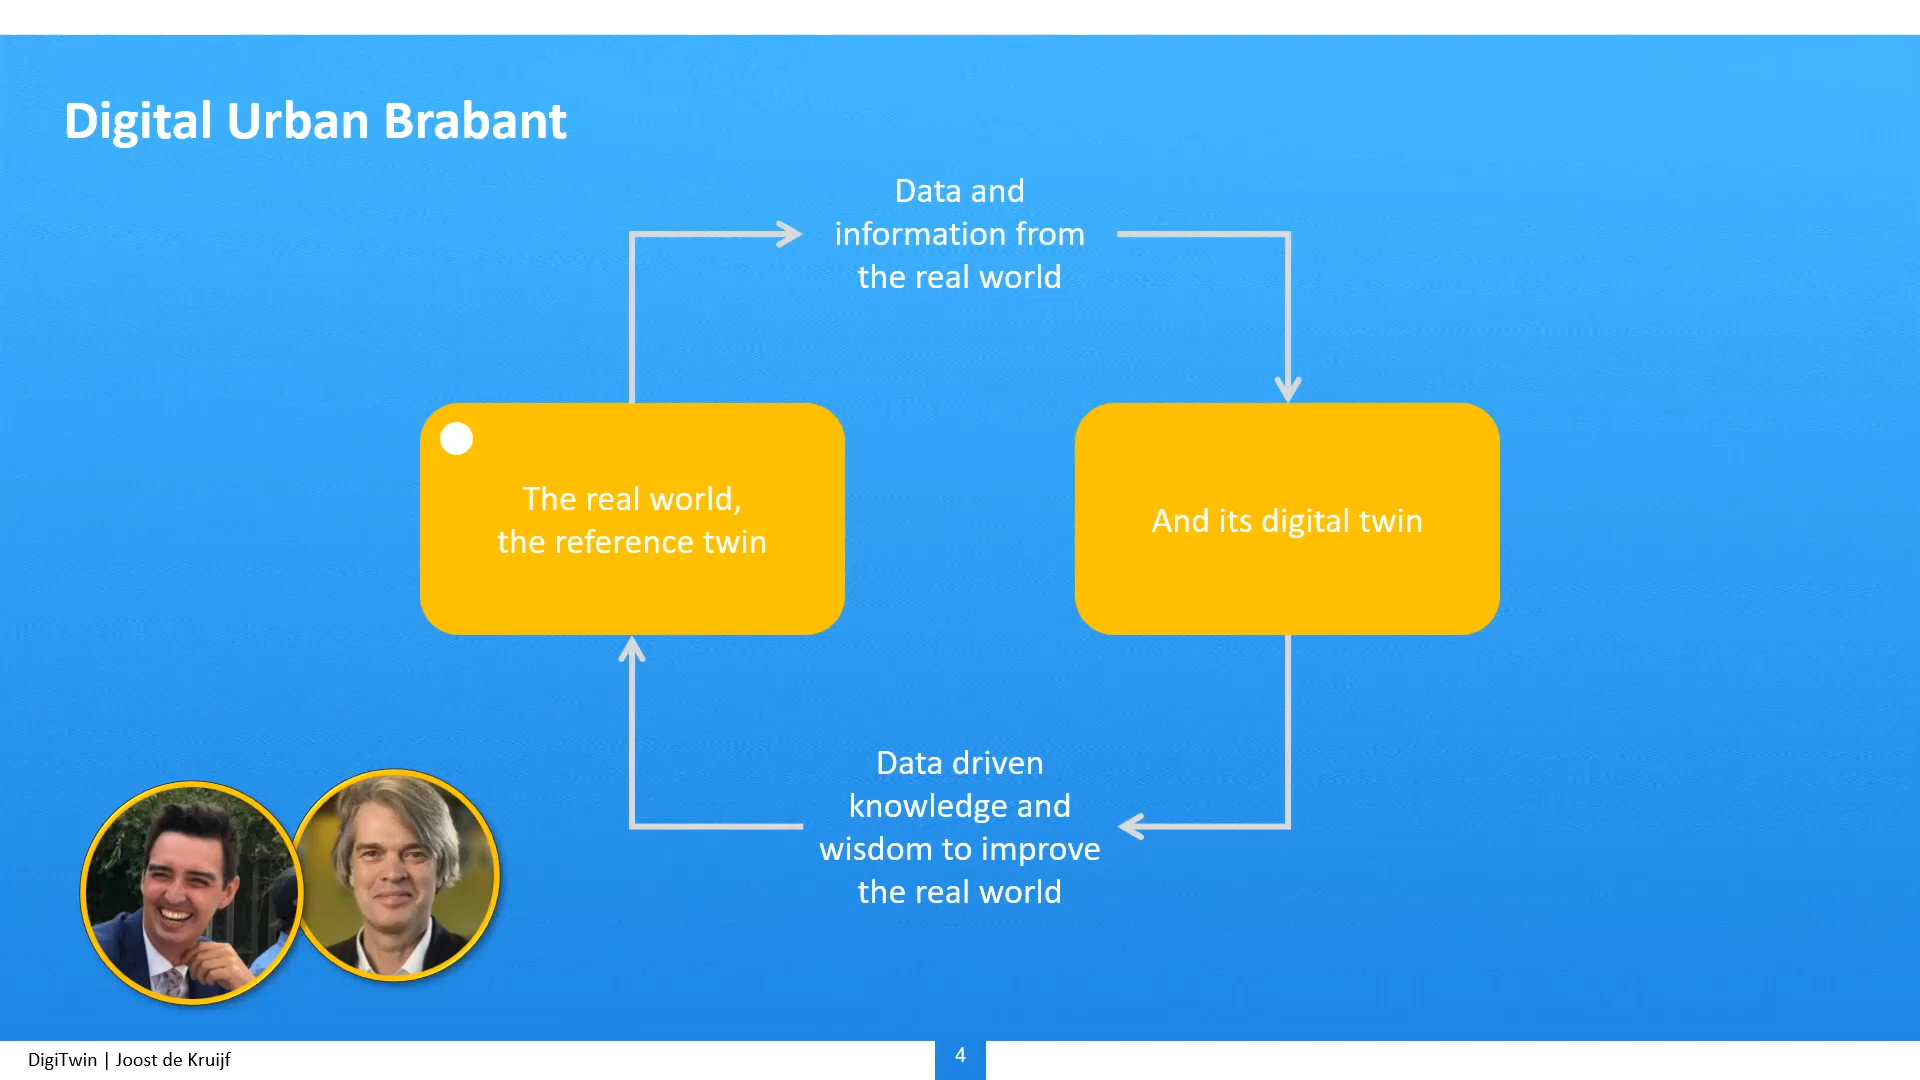 Digital Urban Brabant
Data and
information from
the real world
The real world,
the reference twin
And its digital twin
Data driven
knowledge and
wisdom to improve
the real world
DigiTwin | Joost de Kruijf
4